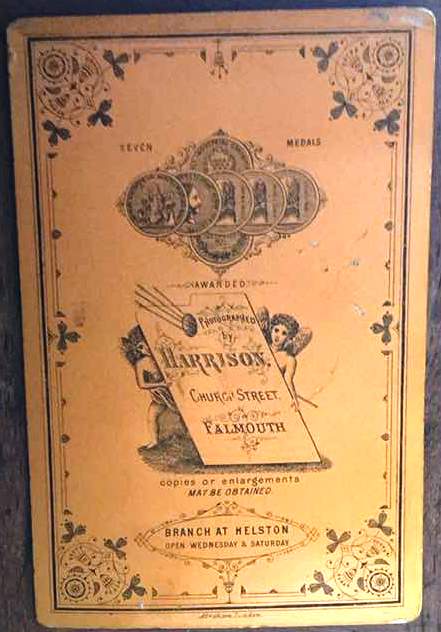 SEVEN MEDALS
AWARDED
PHOTOGRAPHED
by
HARRISON.
CHURCH STREET.
FALMOUTH
copies or enlargements
MAY BE OBTAINED
BRANCH AT HELSTON
OPEN WEDNESDAY & SATURDAY